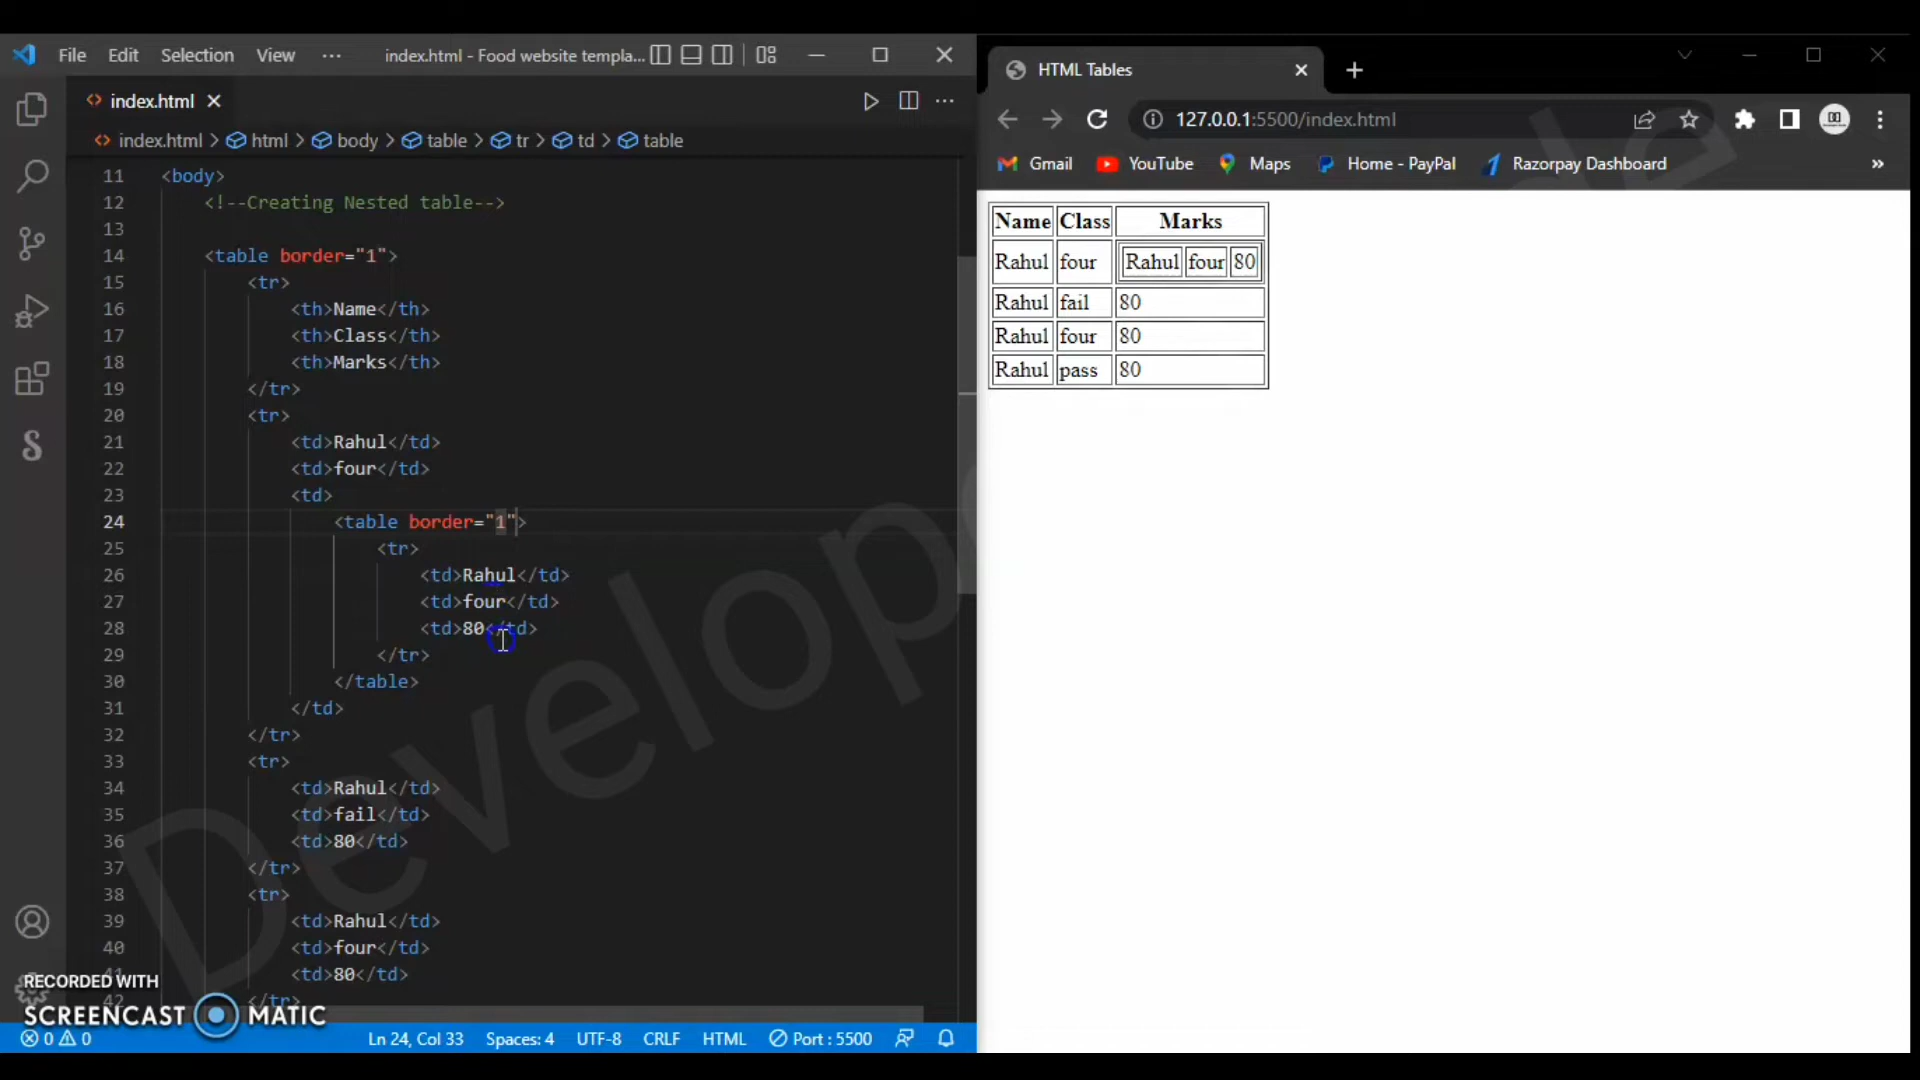 File Edit Selection View ··· index.html - Food website templa...
index.html
index.html > html > body > table > tr > td > table
11 <body>
12 <!--Creating Nested table-->
13
14 <table border="1">
15 <tr>
16 <th>Name</th>
17 <th>Class</th>
18 <th>Marks</th>
19 </tr>
20 <tr>
21 <td>Rahul</td>
22 <td>four</td>
23 <td>
24 <table border="1">
25 <tr>
26 <td>Rahul</td>
27 <td>four</td>
28 <td>80</td>
29 </tr>
30 </table>
31 </td>
32 </tr>
33 <tr>
34 <td>Rahul</td>
35 <td>fail</td>
36 <td>80</td>
37 </tr>
38 <tr>
39 <td>Rahul</td>
40 <td>four</td>
41 <td>80</td>
42 </tr>
RECORDED WITH
SCREENCAST MATIC
0 0 Ln 24, Col 33 Spaces: 4 UTF-8 CRLF HTML Port : 5500
HTML Tables
127.0.0.1:5500/index.html
Gmail YouTube Maps Home - PayPal Razorpay Dashboard »
Name Class Marks
Rahul four Rahul four 80
Rahul fail 80
Rahul four 80
Rahul pass 80